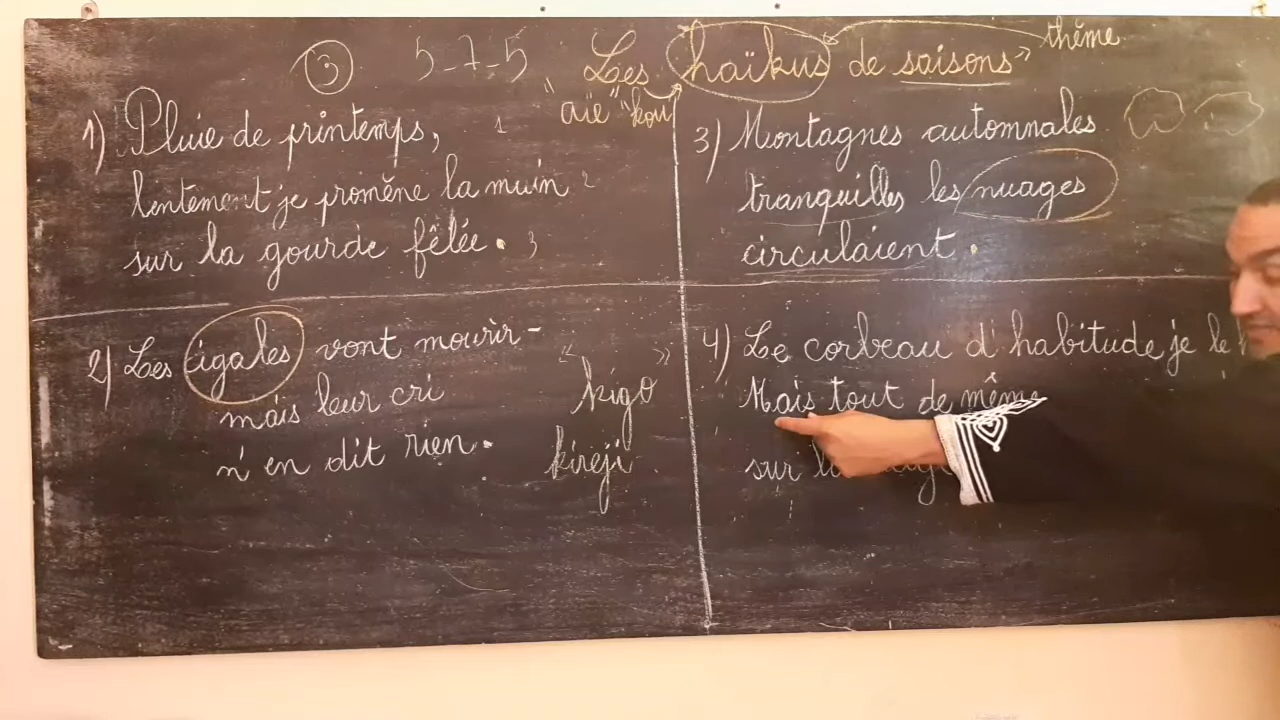 ③ 5-7-5 Les haïkus de saisons" thème
"aïe" "kou"
1) Pluie de printemps, 1
lentement je promène la main 2
sur la gourde fêlée. 3
2) Les cigales vont mourir -
mais leur cri
n'en dit rien.
"kigo"
kireji
3) Montagnes automnales
tranquilles, les nuages
circulaient.
4) Le corbeau d'habitude je le
Mais tout de même
sur